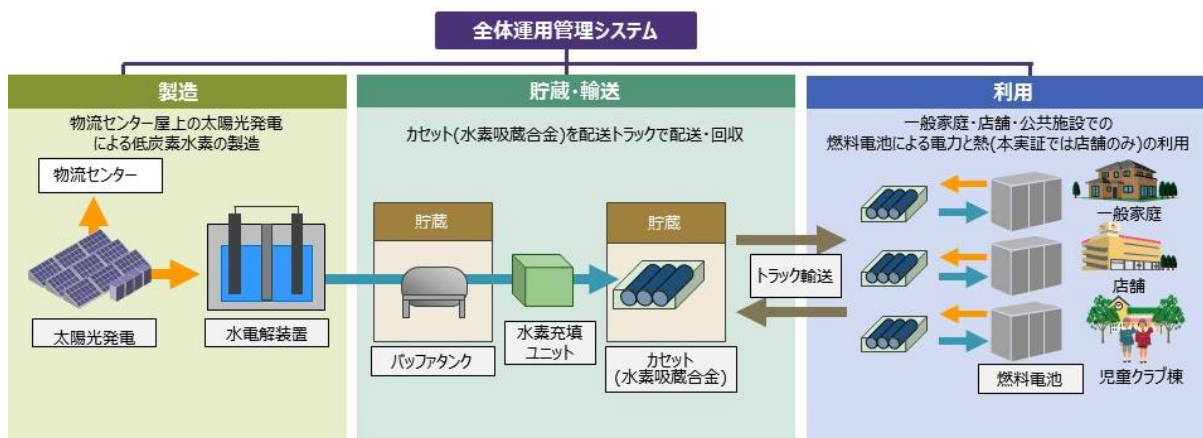 全体運用管理システム
製造
物流センター屋上の太陽光発電
による低炭素水素の製造
物流センター
太陽光発電
水電解装置
貯蔵・輸送
カセット(水素吸蔵合金)を配送トラックで配送・回収
貯蔵
バッファタンク
水素充填
ユニット
貯蔵
カセット
(水素吸蔵合金)
トラック輸送
利用
一般家庭・店舗・公共施設での
燃料電池による電力と熱(本実証では店舗のみ)の利用
一般家庭
店舗
燃料電池
児童クラブ棟